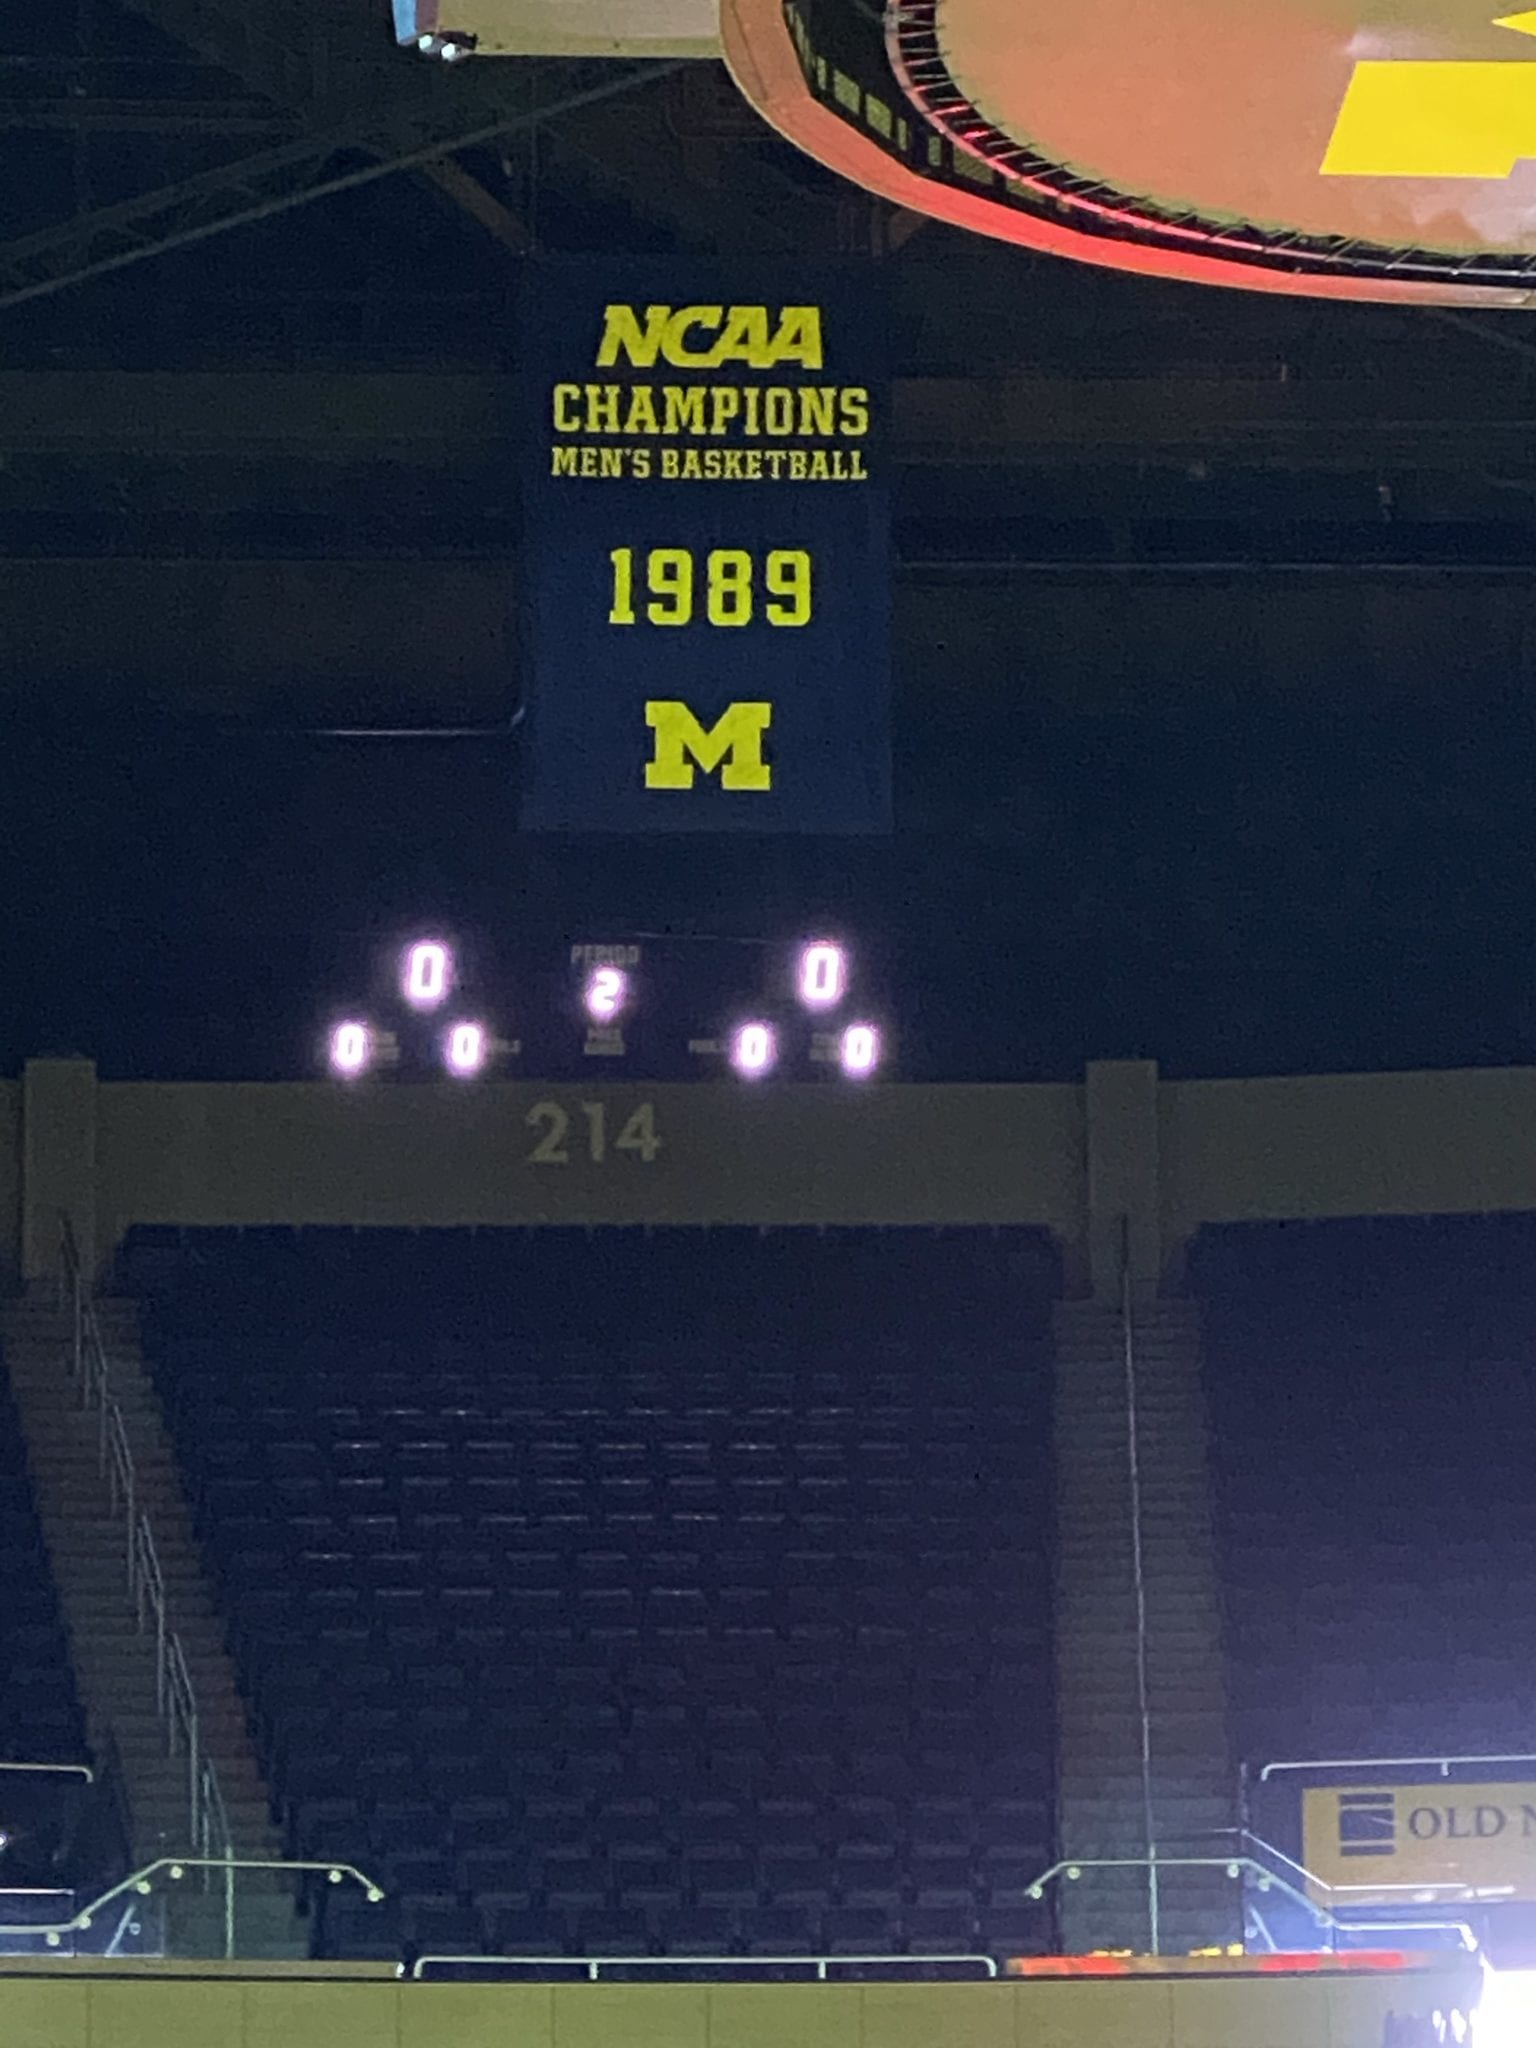 NCAA
CHAMPIONS
MEN'S BASKETBALL
1989
M
PERIOD
0 2 0
0 0 0 0
214
OLD